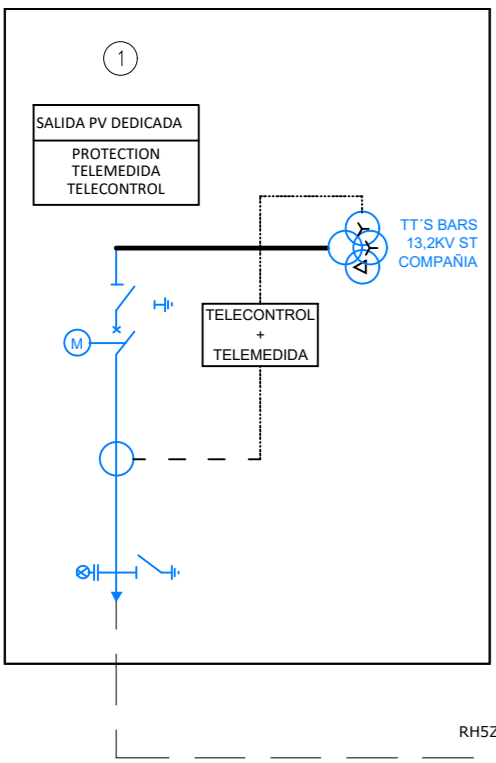 1
SALIDA PV DEDICADA
PROTECTION
TELEMEDIDA
TELECONTROL
TT´S BARS
13,2KV ST
COMPAÑIA
TELECONTROL
+
TELEMEDIDA
M
RH5Z